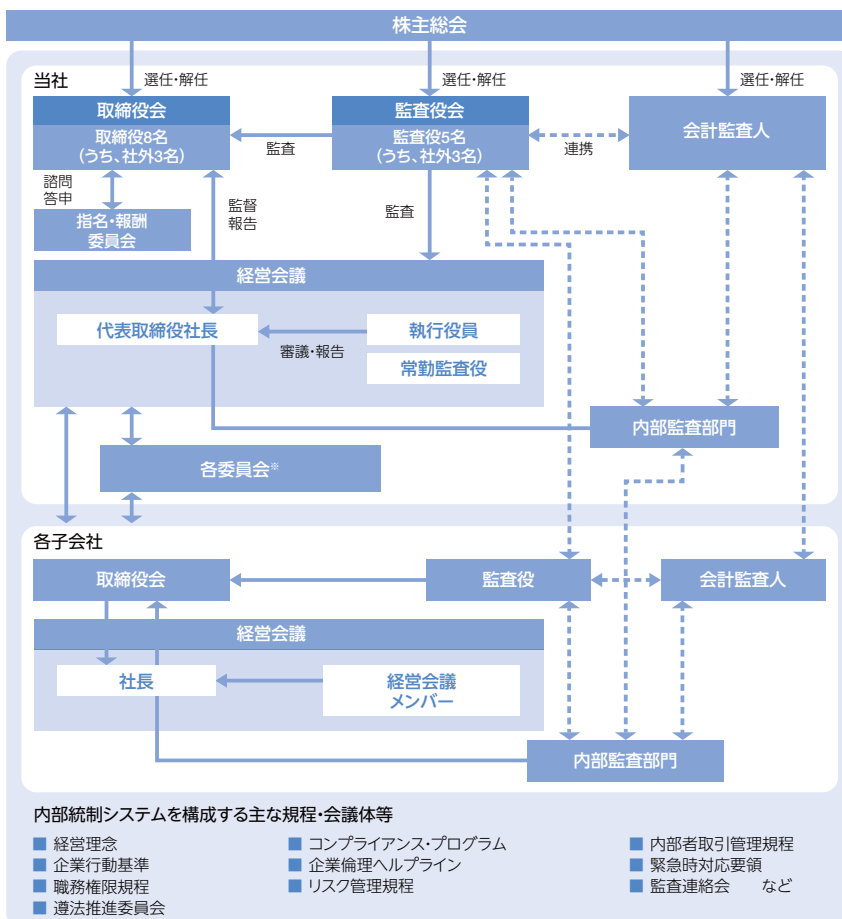 株主総会
当社
選任・解任
選任・解任
選任・解任
取締役会
取締役8名
(うち、社外3名)
監査
監査役会
監査役5名
(うち、社外3名)
連携
会計監査人
諮問
答申
監督
報告
監査
指名・報酬
委員会
経営会議
代表取締役社長
審議・報告
執行役員
常勤監査役
内部監査部門
各委員会※
各子会社
取締役会
監査役
会計監査人
経営会議
社長
経営会議
メンバー
内部監査部門
内部統制システムを構成する主な規程・会議体等
経営理念
企業行動基準
職務権限規程
遵法推進委員会
コンプライアンス・プログラム
企業倫理ヘルプライン
リスク管理規程
内部者取引管理規程
緊急時対応要領
監査連絡会 など